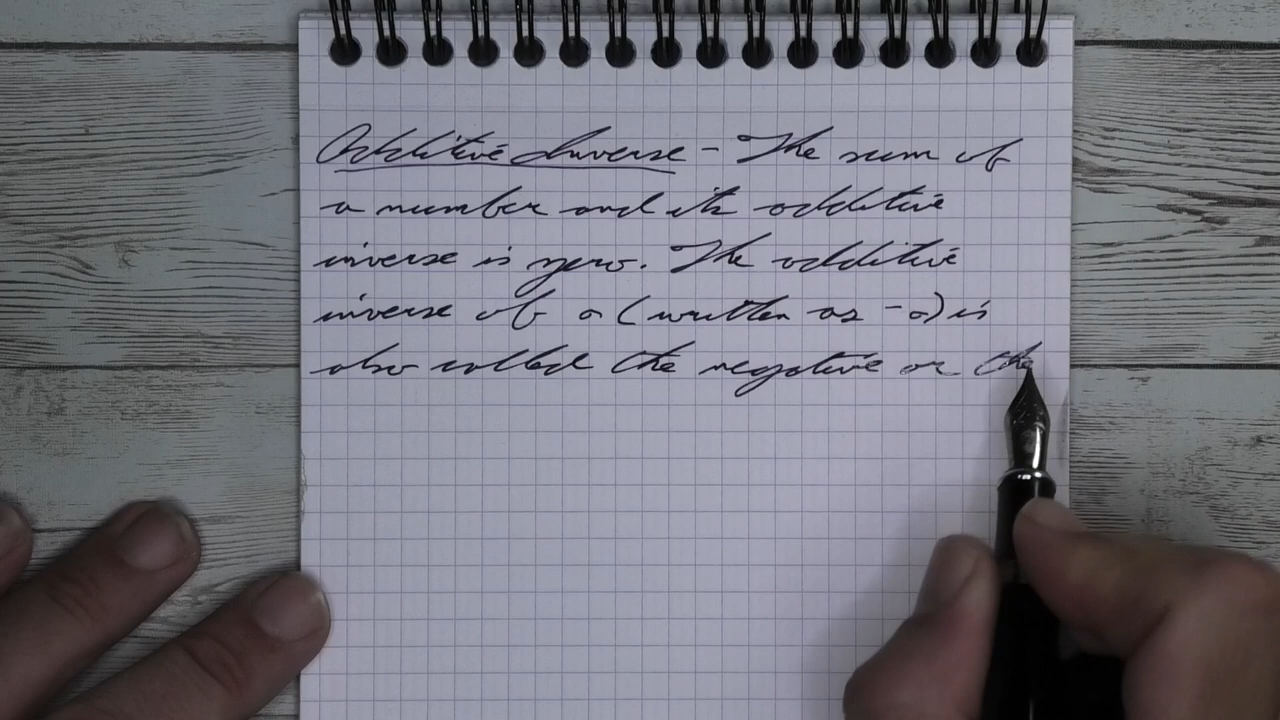 Additive Inverse - The sum of
a number and its additive
inverse is zero. The additive
inverse of a (written as -a) is
also called the negative or the